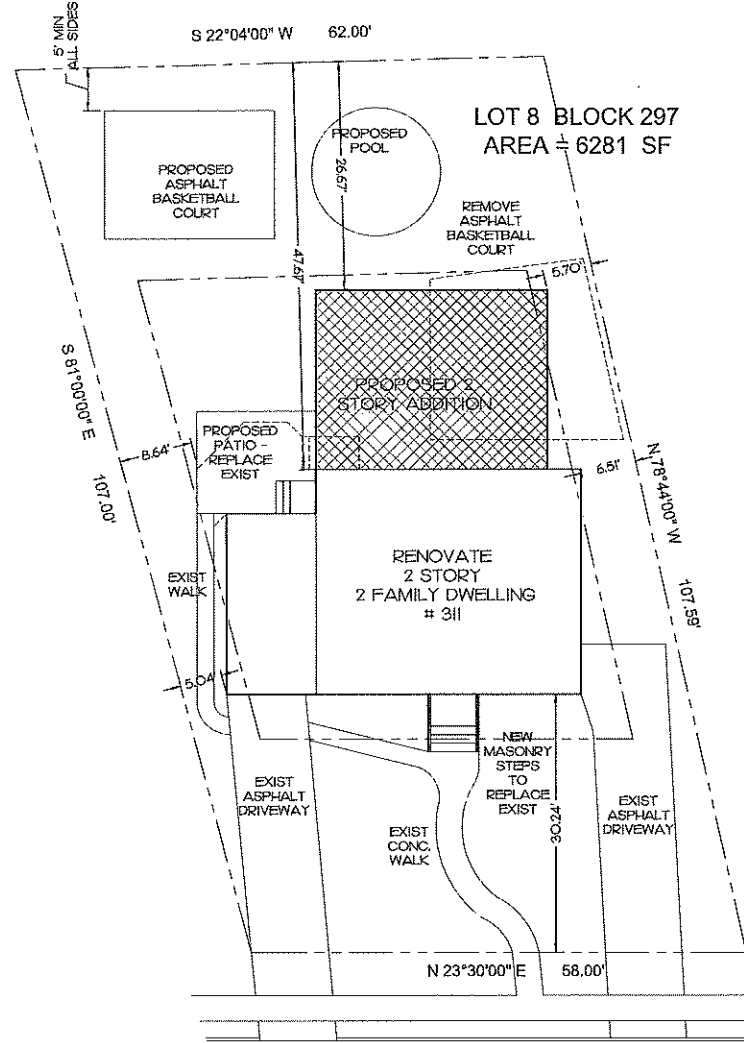 5' MIN
ALL SIDES
S 22°04'00" W 62.00'
LOT 8 BLOCK 297
AREA = 6281 SF
PROPOSED
ASPHALT
BASKETBALL
COURT
PROPOSED
POOL
26.67'
47.67'
REMOVE
ASPHALT
BASKETBALL
COURT
5.70'
S 81°00'00" E 107.00'
PROPOSED 2
STORY ADDITION
PROPOSED
PATIO -
REPLACE
EXIST
8.64'
6.51'
N 78°44'00" W 107.59'
RENOVATE
2 STORY
2 FAMILY DWELLING
# 311
EXIST
WALK
5.04'
NEW
MASONRY
STEPS
TO
REPLACE
EXIST
30.24'
EXIST
ASPHALT
DRIVEWAY
EXIST
CONC.
WALK
EXIST
ASPHALT
DRIVEWAY
N 23°30'00" E 58.00'